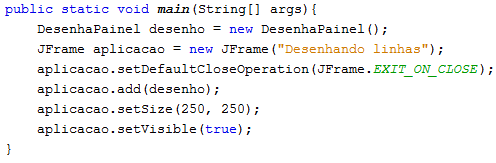 public static void main(String[] args){
    DesenhaPainel desenho = new DesenhaPainel();
    JFrame aplicacao = new JFrame("Desenhando linhas");
    aplicacao.setDefaultCloseOperation(JFrame.EXIT_ON_CLOSE);
    aplicacao.add(desenho);
    aplicacao.setSize(250, 250);
    aplicacao.setVisible(true);
}